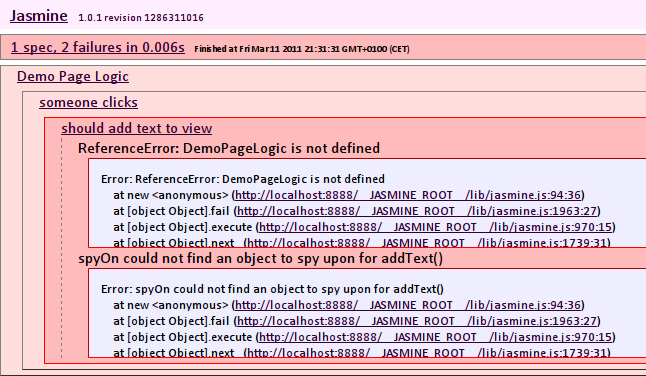 Jasmine 1.0.1 revision 1286311016
1 spec, 2 failures in 0.006s Finished at Fri Mar 11 2011 21:31:31 GMT+0100 (CET)
Demo Page Logic
someone clicks
should add text to view
ReferenceError: DemoPageLogic is not defined
Error: ReferenceError: DemoPageLogic is not defined
at new <anonymous> (http://localhost:8888/__JASMINE_ROOT__/lib/jasmine.js:94:36)
at [object Object].fail (http://localhost:8888/__JASMINE_ROOT__/lib/jasmine.js:1963:27)
at [object Object].execute (http://localhost:8888/__JASMINE_ROOT__/lib/jasmine.js:970:15)
at [object Object].next_ (http://localhost:8888/__JASMINE_ROOT__/lib/jasmine.js:1739:31)
spyOn could not find an object to spy upon for addText()
Error: spyOn could not find an object to spy upon for addText()
at new <anonymous> (http://localhost:8888/__JASMINE_ROOT__/lib/jasmine.js:94:36)
at [object Object].fail (http://localhost:8888/__JASMINE_ROOT__/lib/jasmine.js:1963:27)
at [object Object].execute (http://localhost:8888/__JASMINE_ROOT__/lib/jasmine.js:970:15)
at [object Object].next_ (http://localhost:8888/__JASMINE_ROOT__/lib/jasmine.js:1739:31)